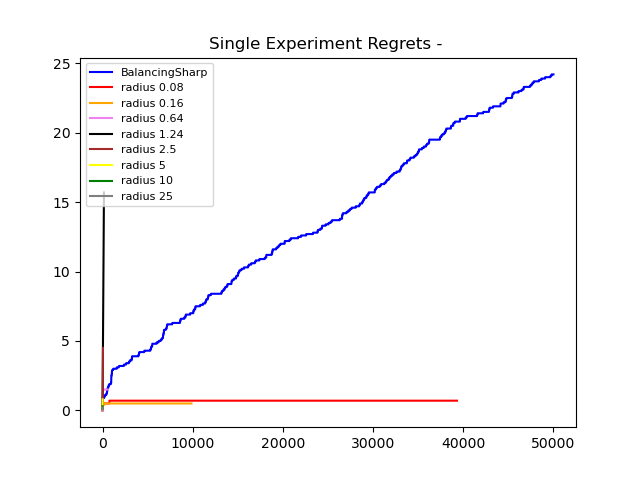 Single Experiment Regrets -
25
20
15
10
5
0
BalancingSharp
radius 0.08
radius 0.16
radius 0.64
radius 1.24
radius 2.5
radius 5
radius 10
radius 25
0 10000 20000 30000 40000 50000